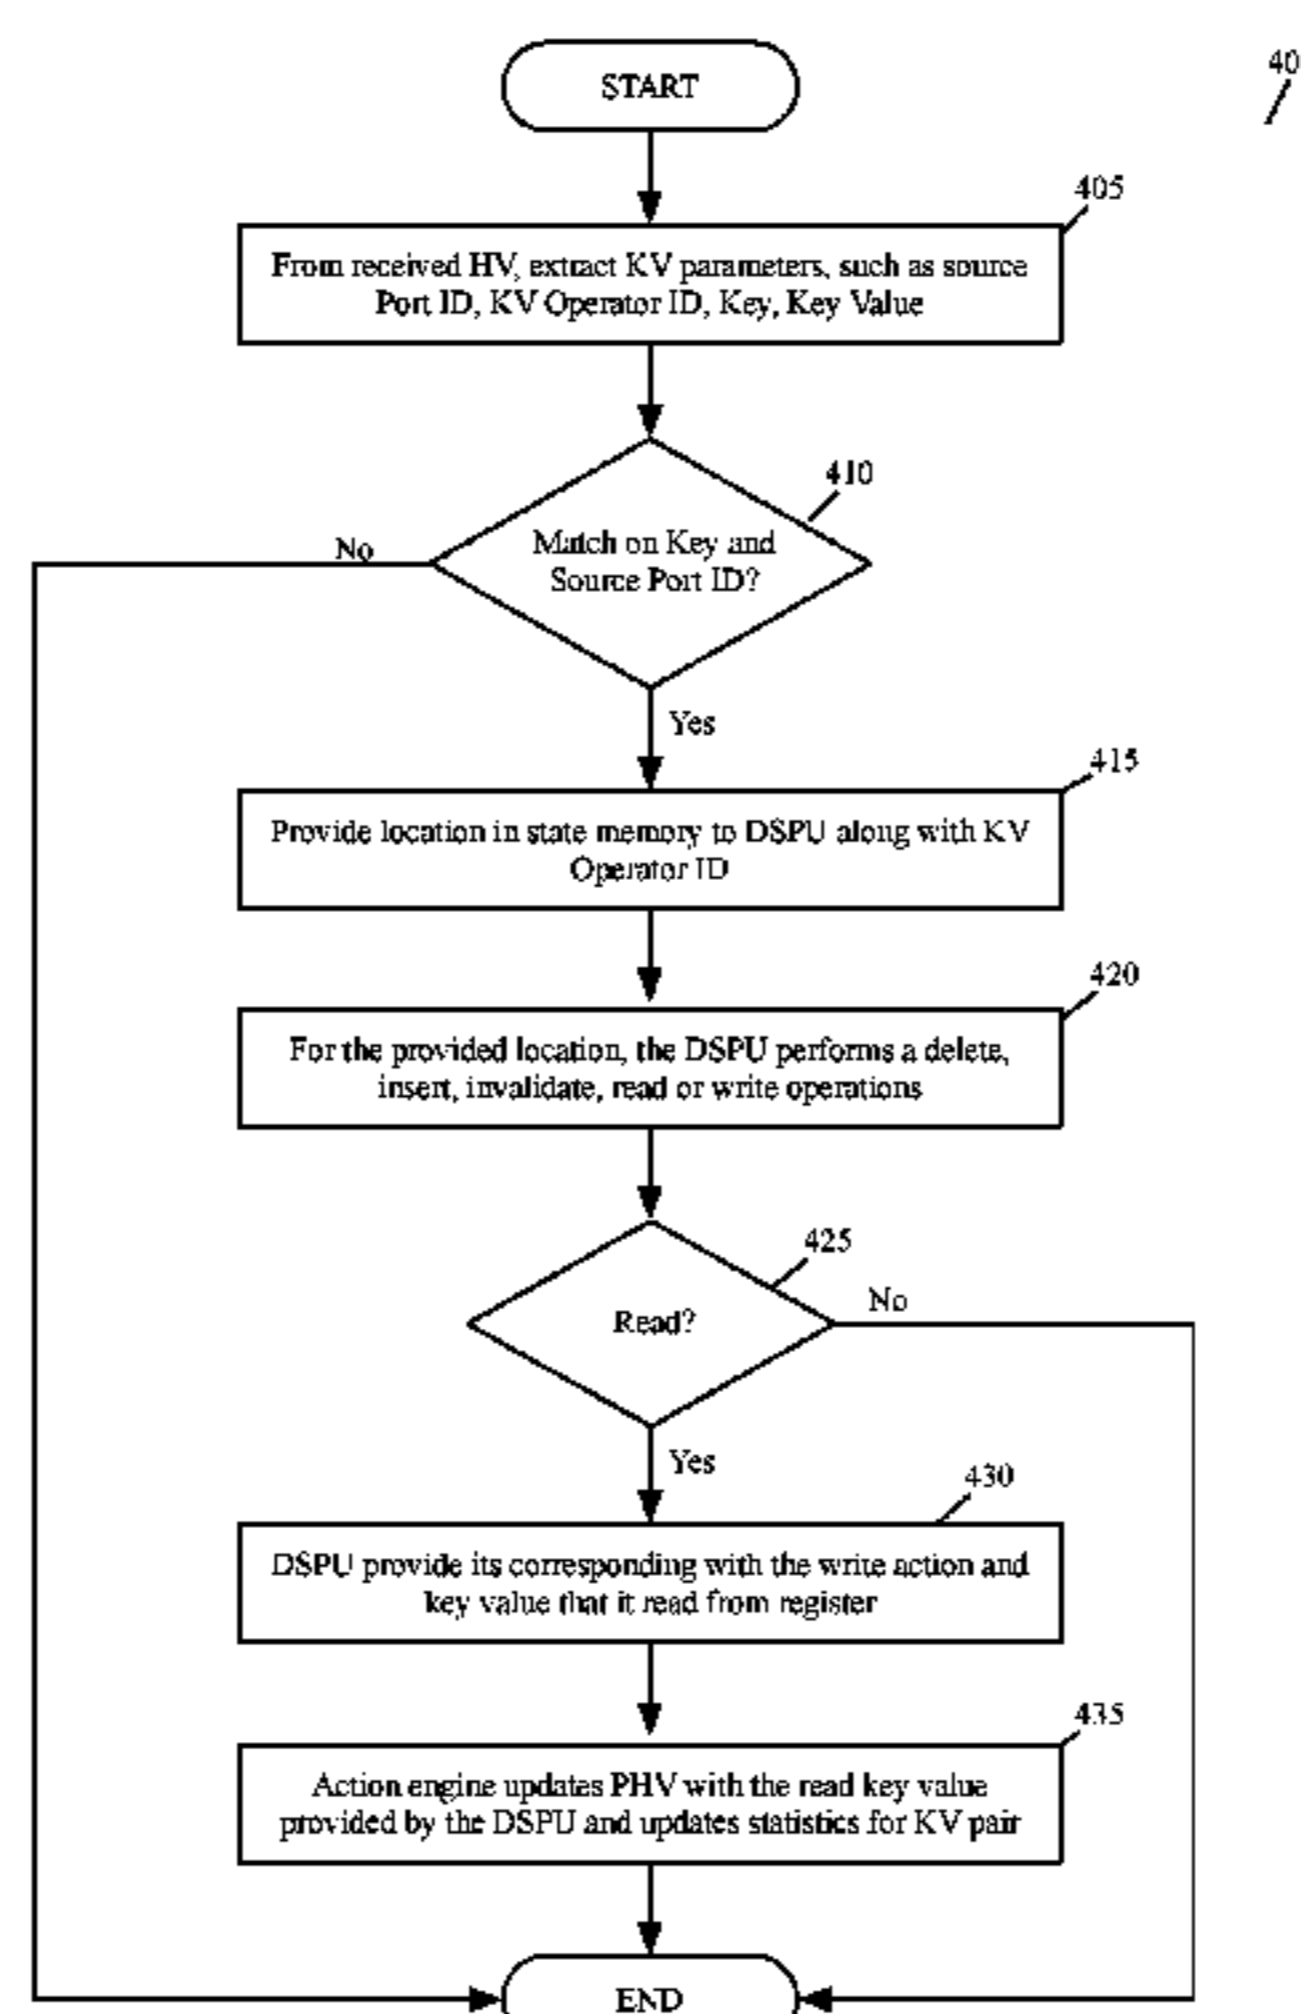 START
40
405
From received HV, extract KV parameters, such as source
Port ID, KV Operator ID, Key, Key Value
410
Match on Key and
Source Port ID?
No
Yes
415
Provide location in state memory to DSPU along with KV
Operator ID
420
For the provided location, the DSPU performs a delete,
insert, invalidate, read or write operations
425
Read?
No
Yes
430
DSPU provide its corresponding with the write action and
key value that it read from register
435
Action engine updates PHV with the read key value
provided by the DSPU and updates statistics for KV pair
END